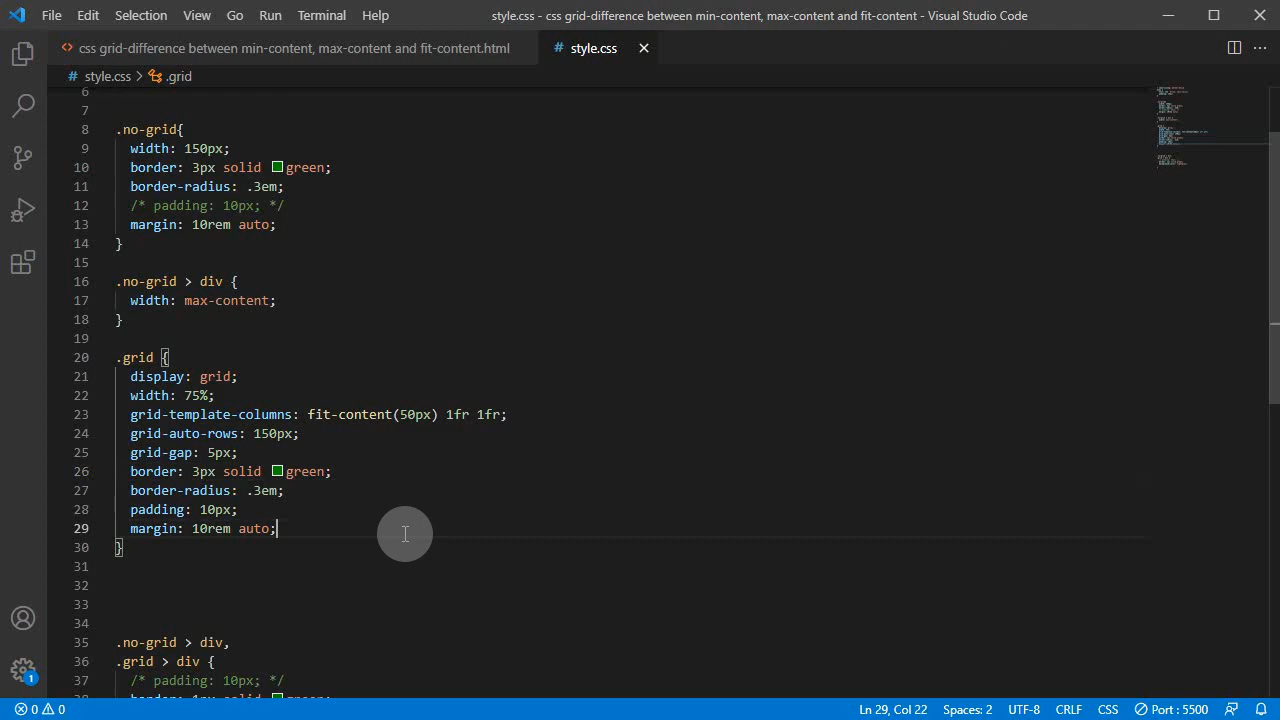 File Edit Selection View Go Run Terminal Help style.css - css grid-difference between min-content, max-content and fit-content - Visual Studio Code
<> css grid-difference between min-content, max-content and fit-content.html # style.css
# style.css > .grid
6
7
8 .no-grid{
9 width: 150px;
10 border: 3px solid green;
11 border-radius: .3em;
12 /* padding: 10px; */
13 margin: 10rem auto;
14 }
15
16 .no-grid > div {
17 width: max-content;
18 }
19
20 .grid {
21 display: grid;
22 width: 75%;
23 grid-template-columns: fit-content(50px) 1fr 1fr;
24 grid-auto-rows: 150px;
25 grid-gap: 5px;
26 border: 3px solid green;
27 border-radius: .3em;
28 padding: 10px;
29 margin: 10rem auto;
30 }
31
32
33
34
35 .no-grid > div,
36 .grid > div {
37 /* padding: 10px; */
38 border: 1px solid green;
1
0 0 Ln 29, Col 22 Spaces: 2 UTF-8 CRLF CSS Port : 5500